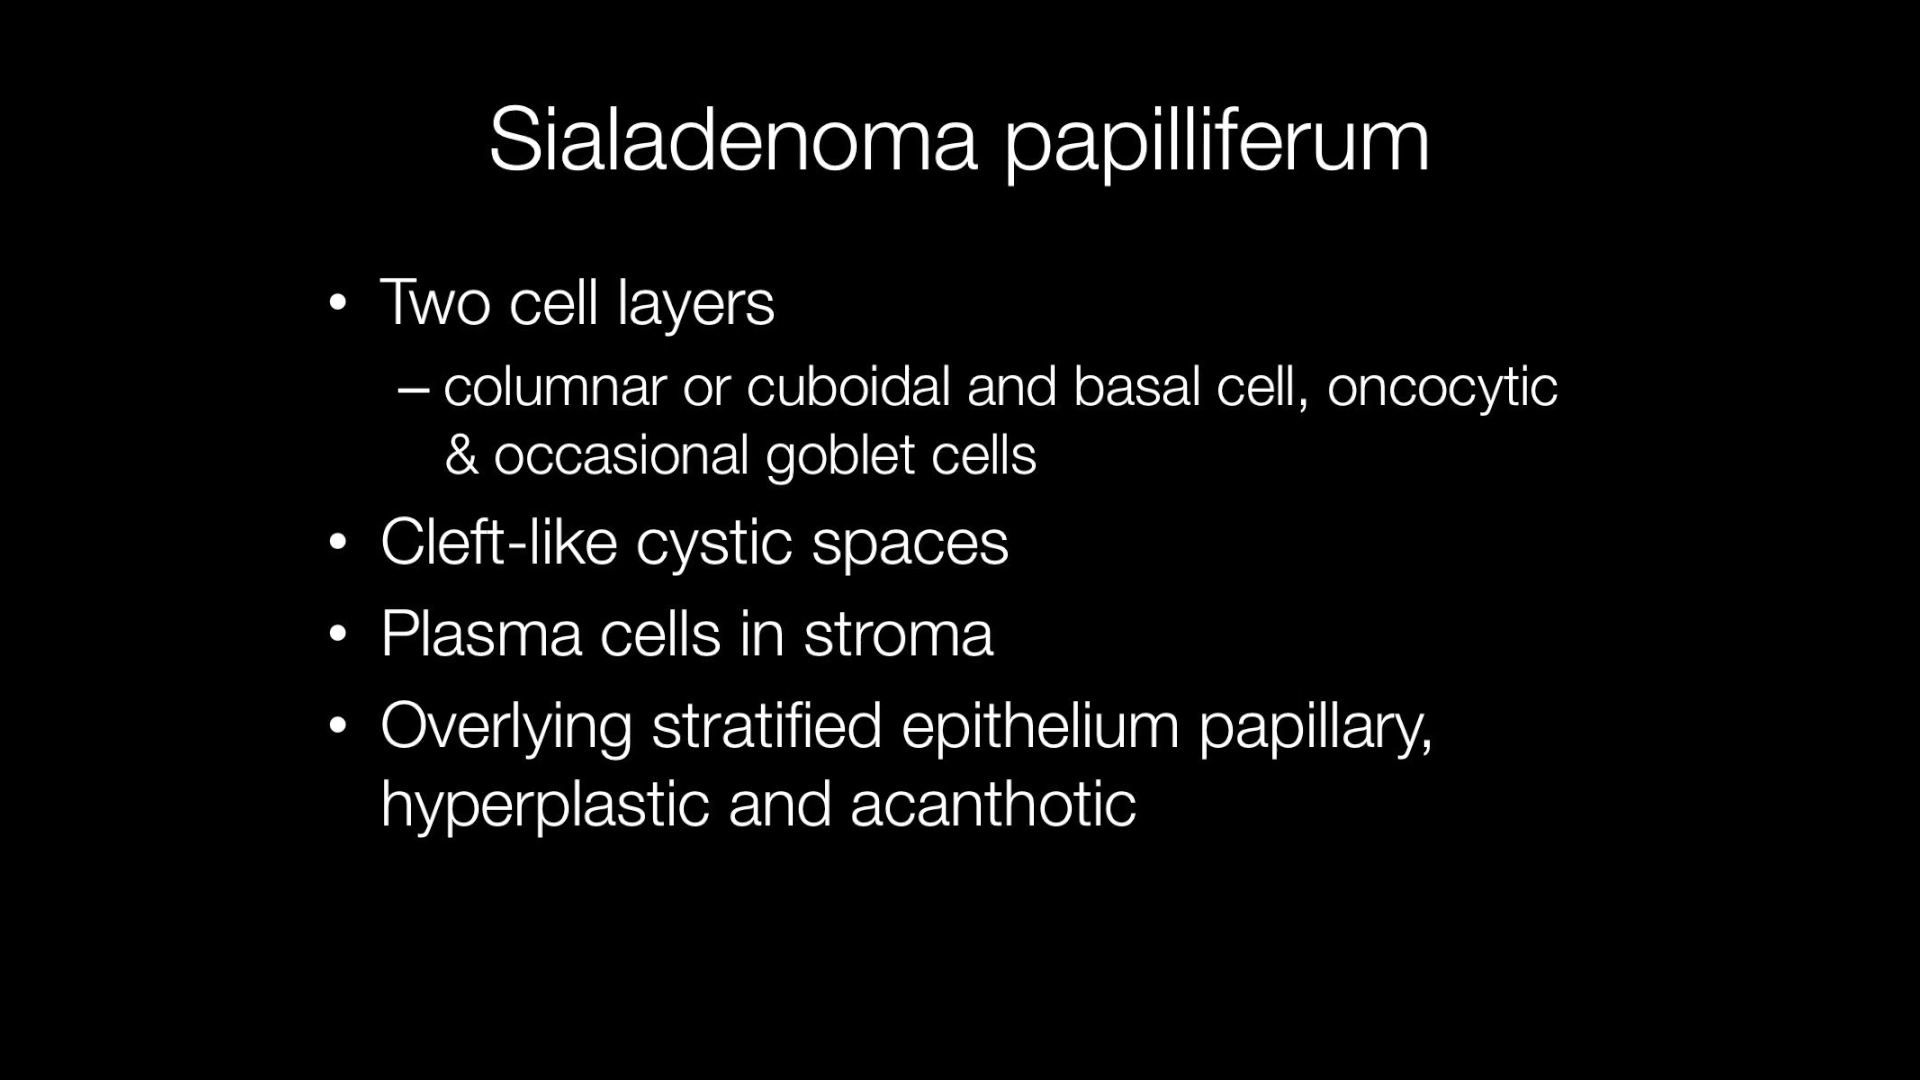 Sialadenoma papilliferum
• Two cell layers
– columnar or cuboidal and basal cell, oncocytic
& occasional goblet cells
• Cleft-like cystic spaces
• Plasma cells in stroma
• Overlying stratified epithelium papillary,
hyperplastic and acanthotic